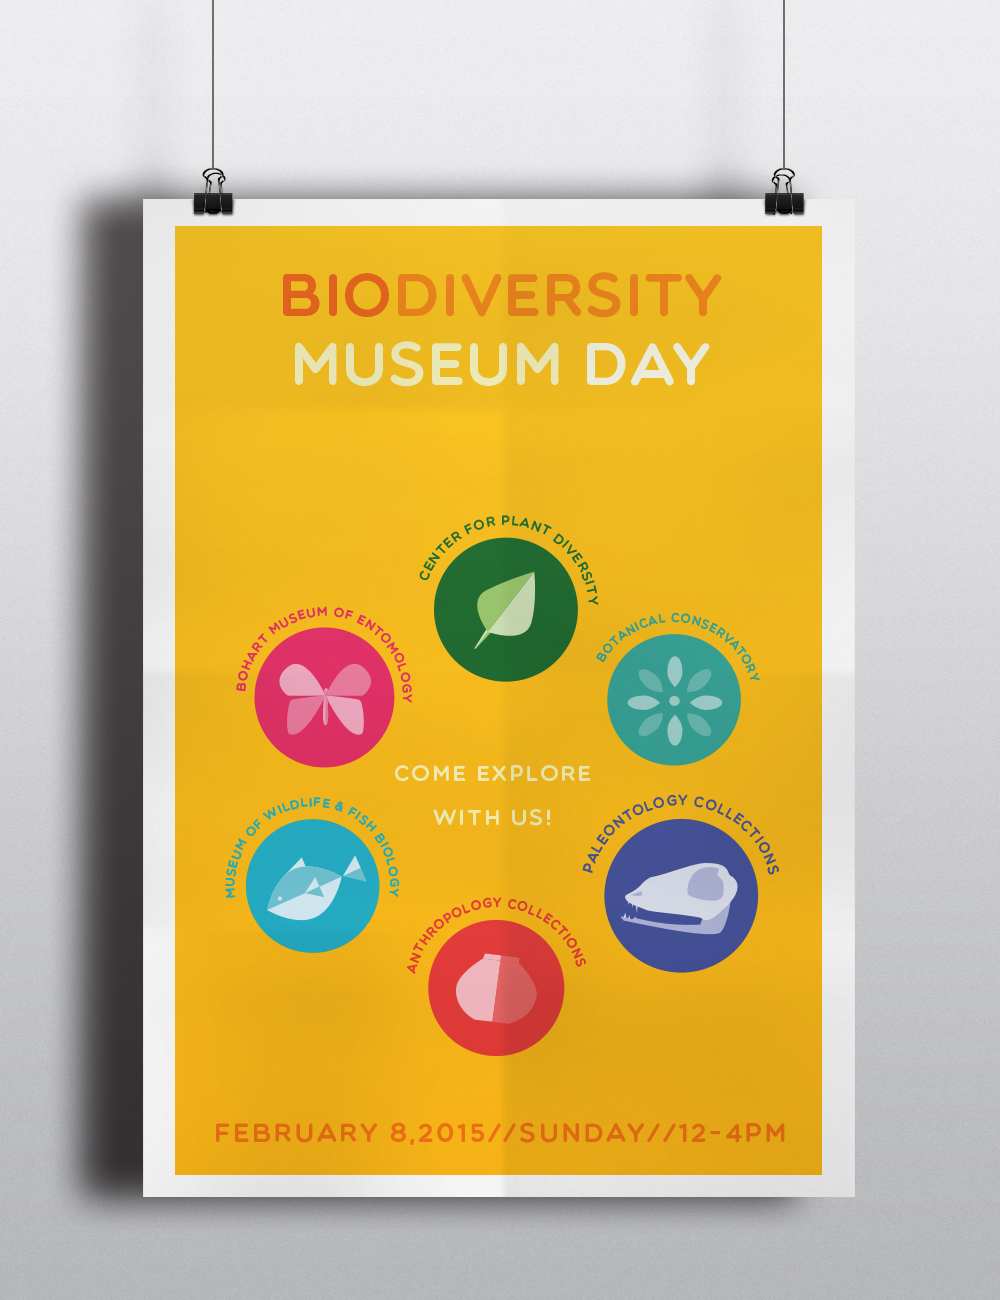 BIODIVERSITY
MUSEUM DAY
CENTER FOR PLANT DIVERSITY
BOHART MUSEUM OF ENTOMOLOGY
BOTANICAL CONSERVATORY
COME EXPLORE
WITH US!
MUSEUM OF WILDLIFE & FISH BIOLOGY
PALEONTOLOGY COLLECTIONS
ANTHROPOLOGY COLLECTIONS
FEBRUARY 8,2015//SUNDAY//12-4PM